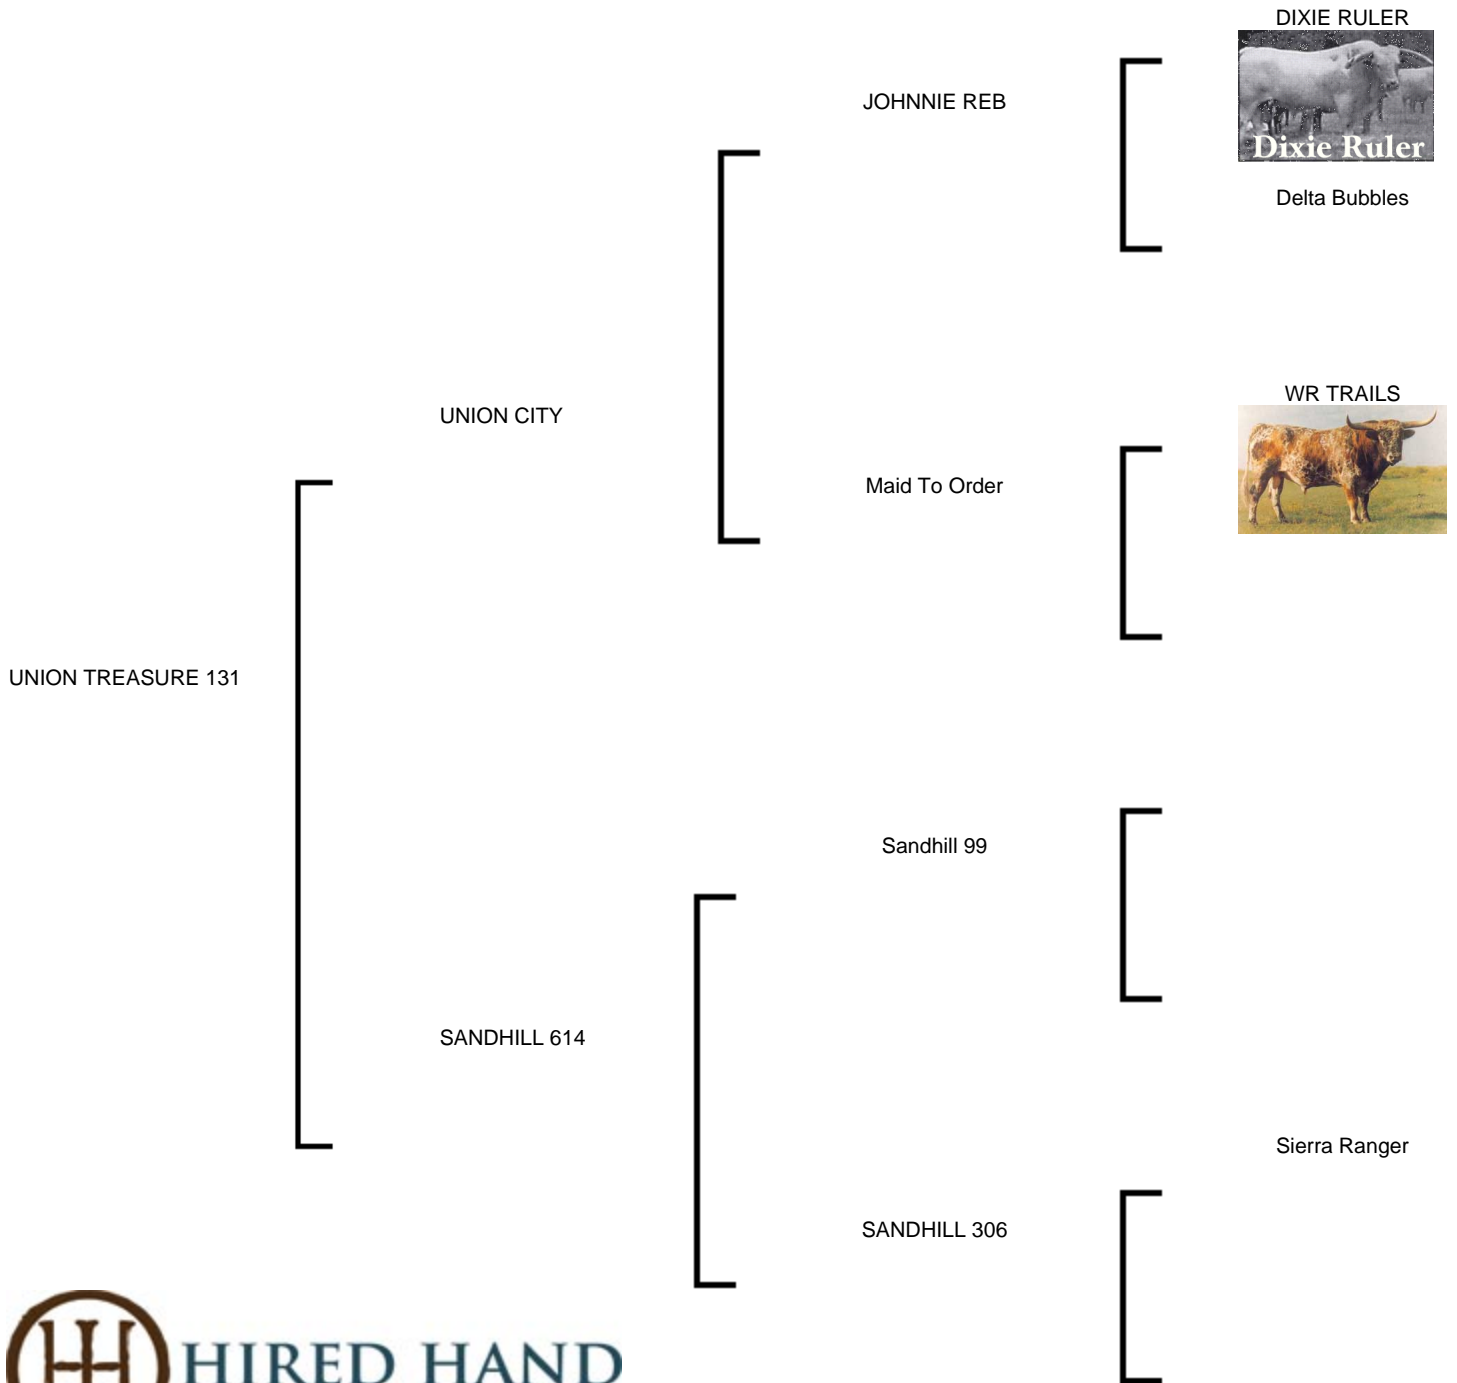 DIXIE RULER
Dixie Ruler
JOHNNIE REB
Delta Bubbles
WR TRAILS
UNION CITY
Maid To Order
UNION TREASURE 131
Sandhill 99
SANDHILL 614
Sierra Ranger
SANDHILL 306
HIRED HAND